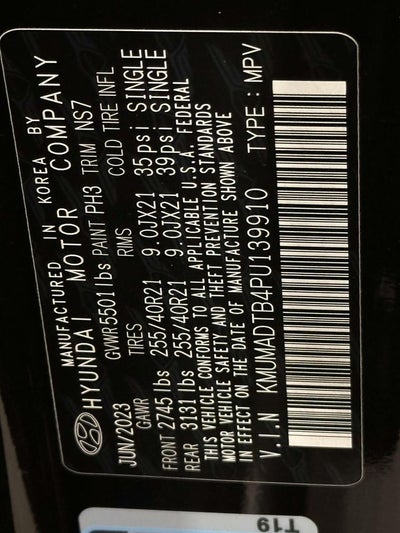 MANUFACTURED IN KOREA BY
HYUNDAI MOTOR COMPANY
GVWR5501lbs PAINT PH3 TRIM NS7
JUN/2023 GAWR TIRES RIMS COLD TIRE INFL
FRONT 2745 lbs 255/40R21 9.0JX21 35psi SINGLE
REAR 3131 lbs 255/40R21 9.0JX21 39psi SINGLE
THIS VEHICLE CONFORMS TO ALL APPLICABLE U.S.A. FEDERAL
MOTOR VEHICLE SAFETY AND THEFT PREVENTION STANDARDS
IN EFFECT ON THE DATE OF MANUFACTURE SHOWN ABOVE
V.I.N KMUMADTB4PU139910 TYPE : MPV
T19